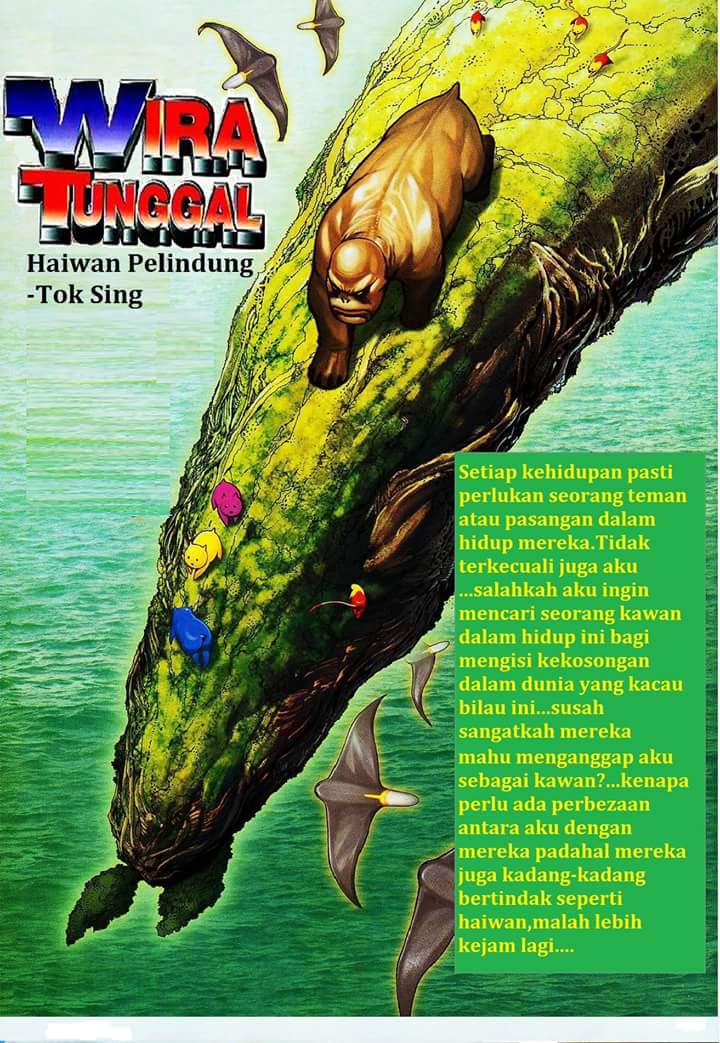 WIRA
TUNGGAL
Haiwan Pelindung
-Tok Sing
Setiap kehidupan pasti
perlukan seorang teman
atau pasangan dalam
hidup mereka.Tidak
terkecuali juga aku
...salahkah aku ingin
mencari seorang kawan
dalam hidup ini bagi
mengisi kekosongan
dalam dunia yang kacau
bilau ini...susah
sangatkah mereka
mahu menganggap aku
sebagai kawan?...kenapa
perlu ada perbezaan
antara aku dengan
mereka padahal mereka
juga kadang-kadang
bertindak seperti
haiwan,malah lebih
kejam lagi....